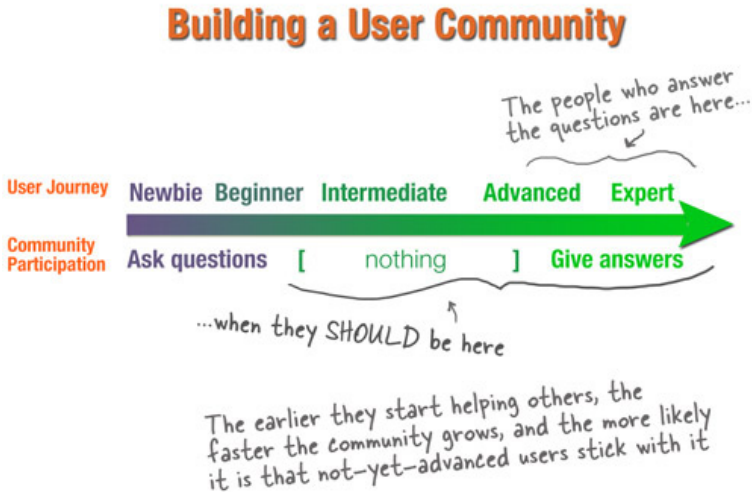 Building a User Community
The people who answer
the questions are here...
User Journey Newbie Beginner Intermediate Advanced Expert
Community
Participation Ask questions [ nothing ] Give answers
...when they SHOULD be here
The earlier they start helping others, the
faster the community grows, and the more likely
it is that not-yet-advanced users stick with it